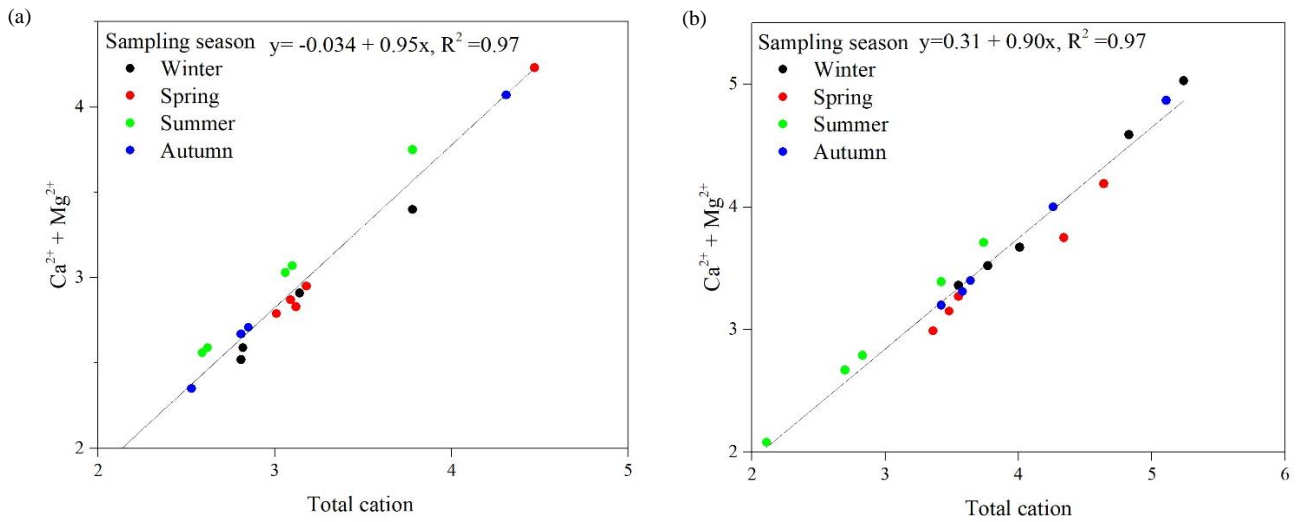 (a)
Sampling season y= -0.034 + 0.95x, R² =0.97
Winter
Spring
Summer
Autumn
4
3
2
Ca²⁺ + Mg²⁺
2 3 4 5
Total cation
(b)
Sampling season y=0.31 + 0.90x, R² =0.97
Winter
Spring
Summer
Autumn
5
4
3
2
Ca²⁺ + Mg²⁺
2 3 4 5 6
Total cation